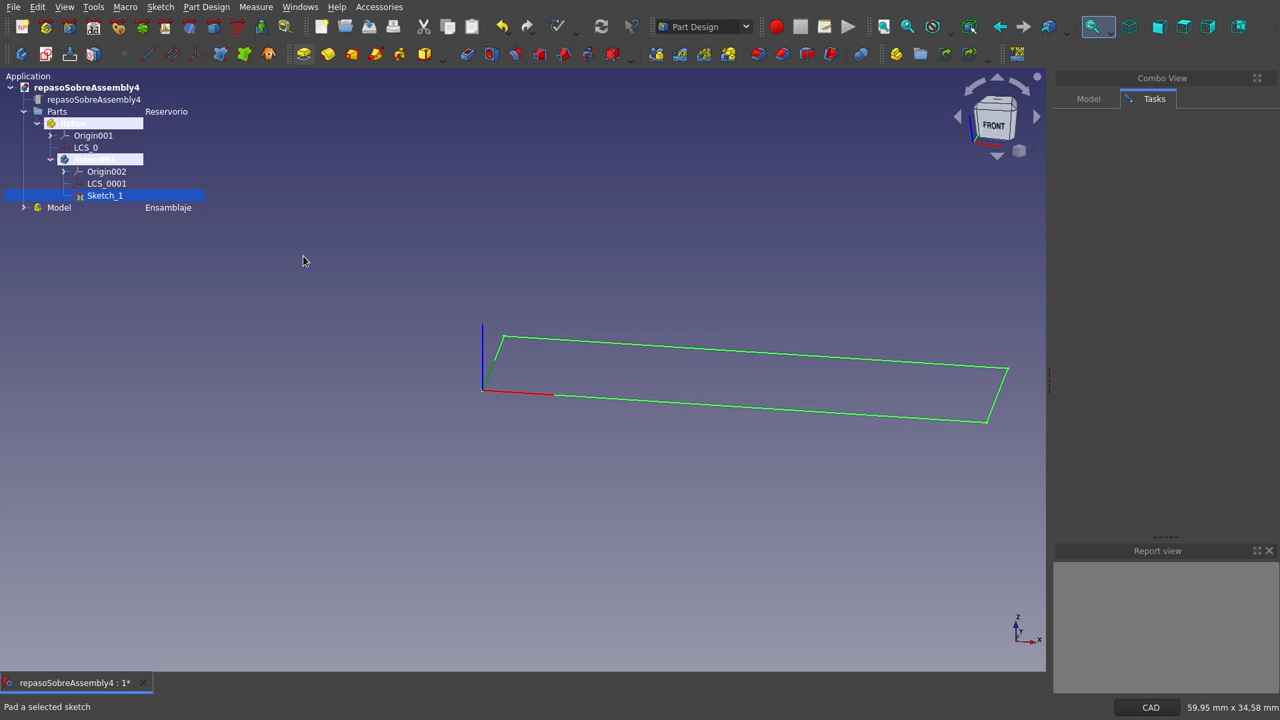 File Edit View Tools Macro Sketch Part Design Measure Windows Help Accessories
Part Design
Application
repasoSobreAssembly4
repasoSobreAssembly4
Parts Reservorio
liston
Origin001
LCS_0
liston001
Origin002
LCS_0001
Sketch_1
Model Ensamblaje
FRONT
Combo View
Model Tasks
Report view
Z
Y
X
repasoSobreAssembly4 : 1*
Pad a selected sketch
CAD 59,95 mm x 34,58 mm